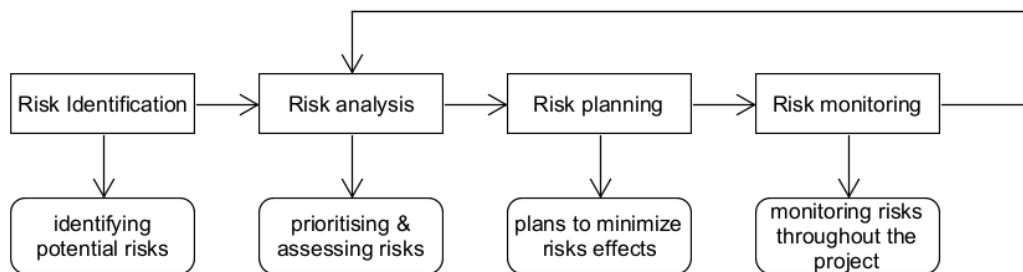 Risk Identification
Risk analysis
Risk planning
Risk monitoring
identifying
potential risks
prioritising &
assessing risks
plans to minimize
risks effects
monitoring risks
throughout the
project